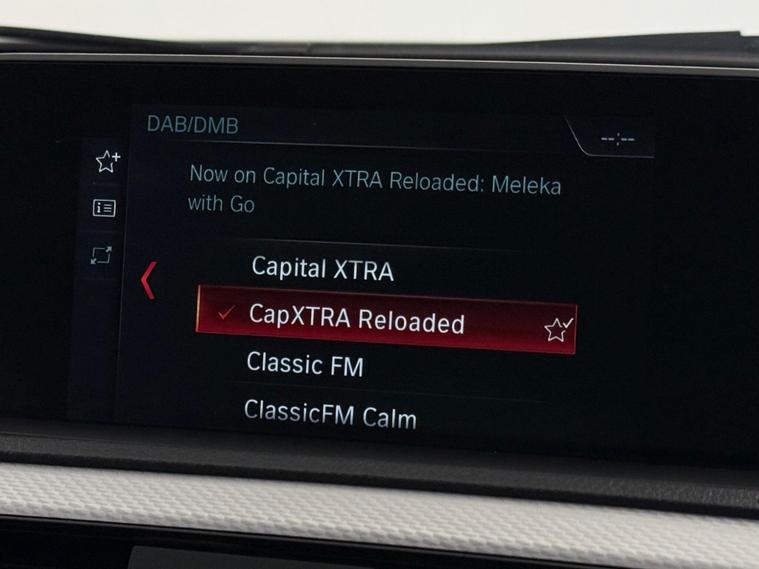 DAB/DMB
--:--
Now on Capital XTRA Reloaded: Meleka
with Go
Capital XTRA
CapXTRA Reloaded
Classic FM
ClassicFM Calm